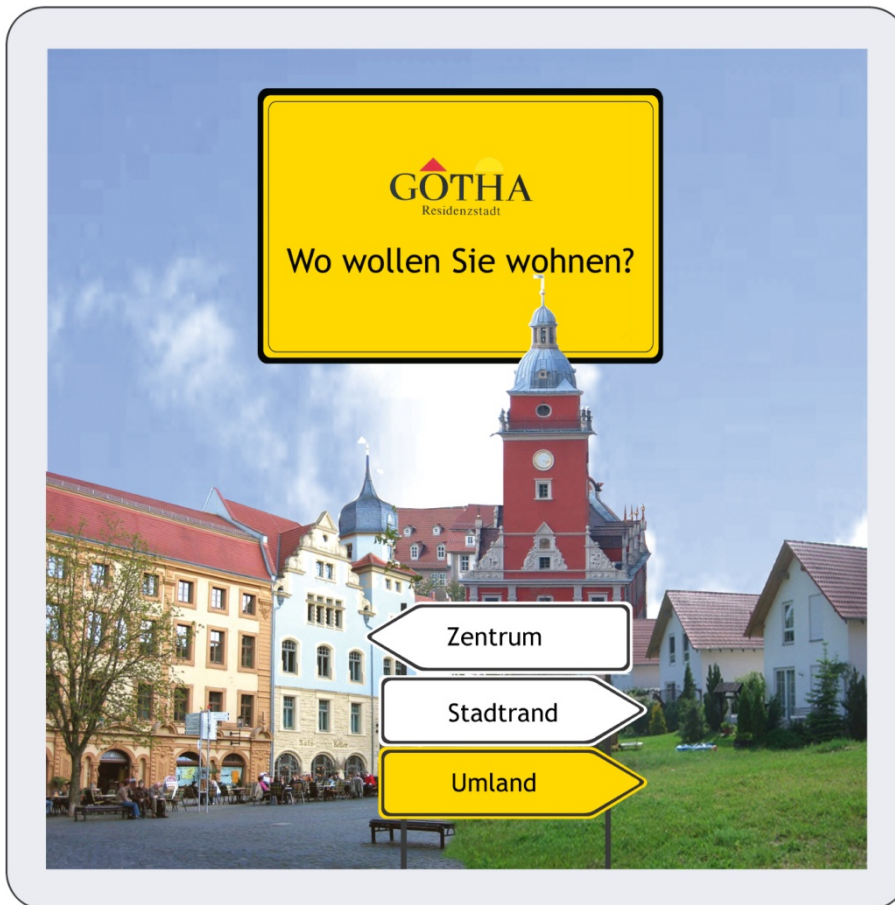 GOTHA
Residenzstadt
Wo wollen Sie wohnen?
Zentrum
Stadtrand
Umland